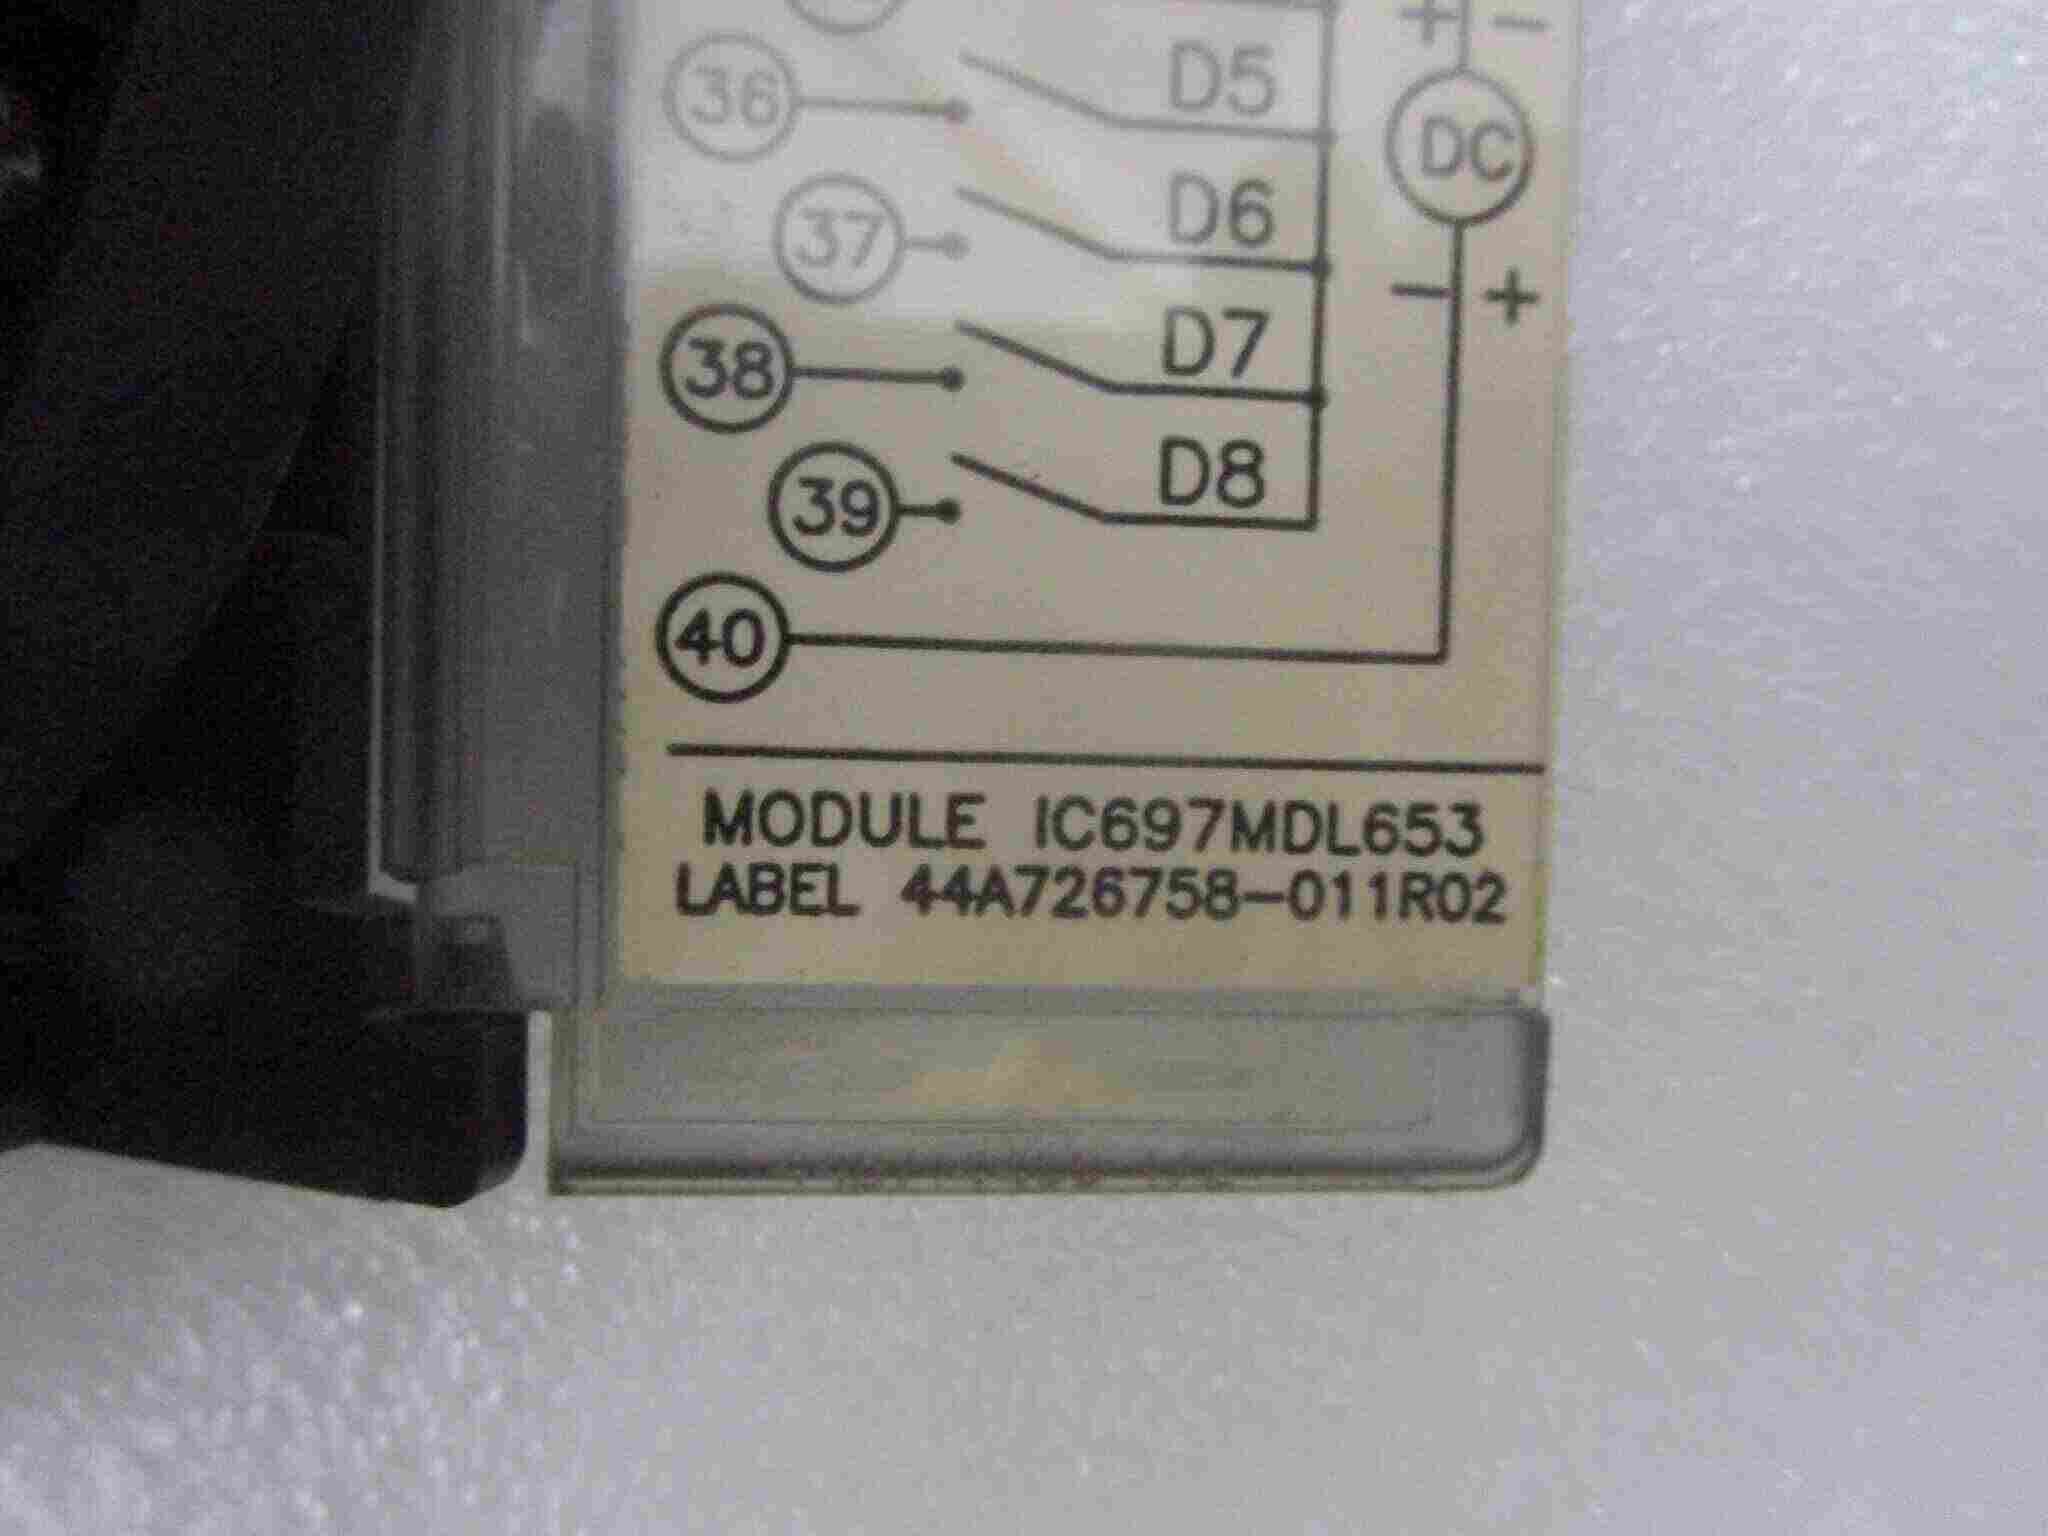 + -
36 D5
DC
37 D6
- +
38 D7
39 D8
40
MODULE IC697MDL653
LABEL 44A726758-011R02